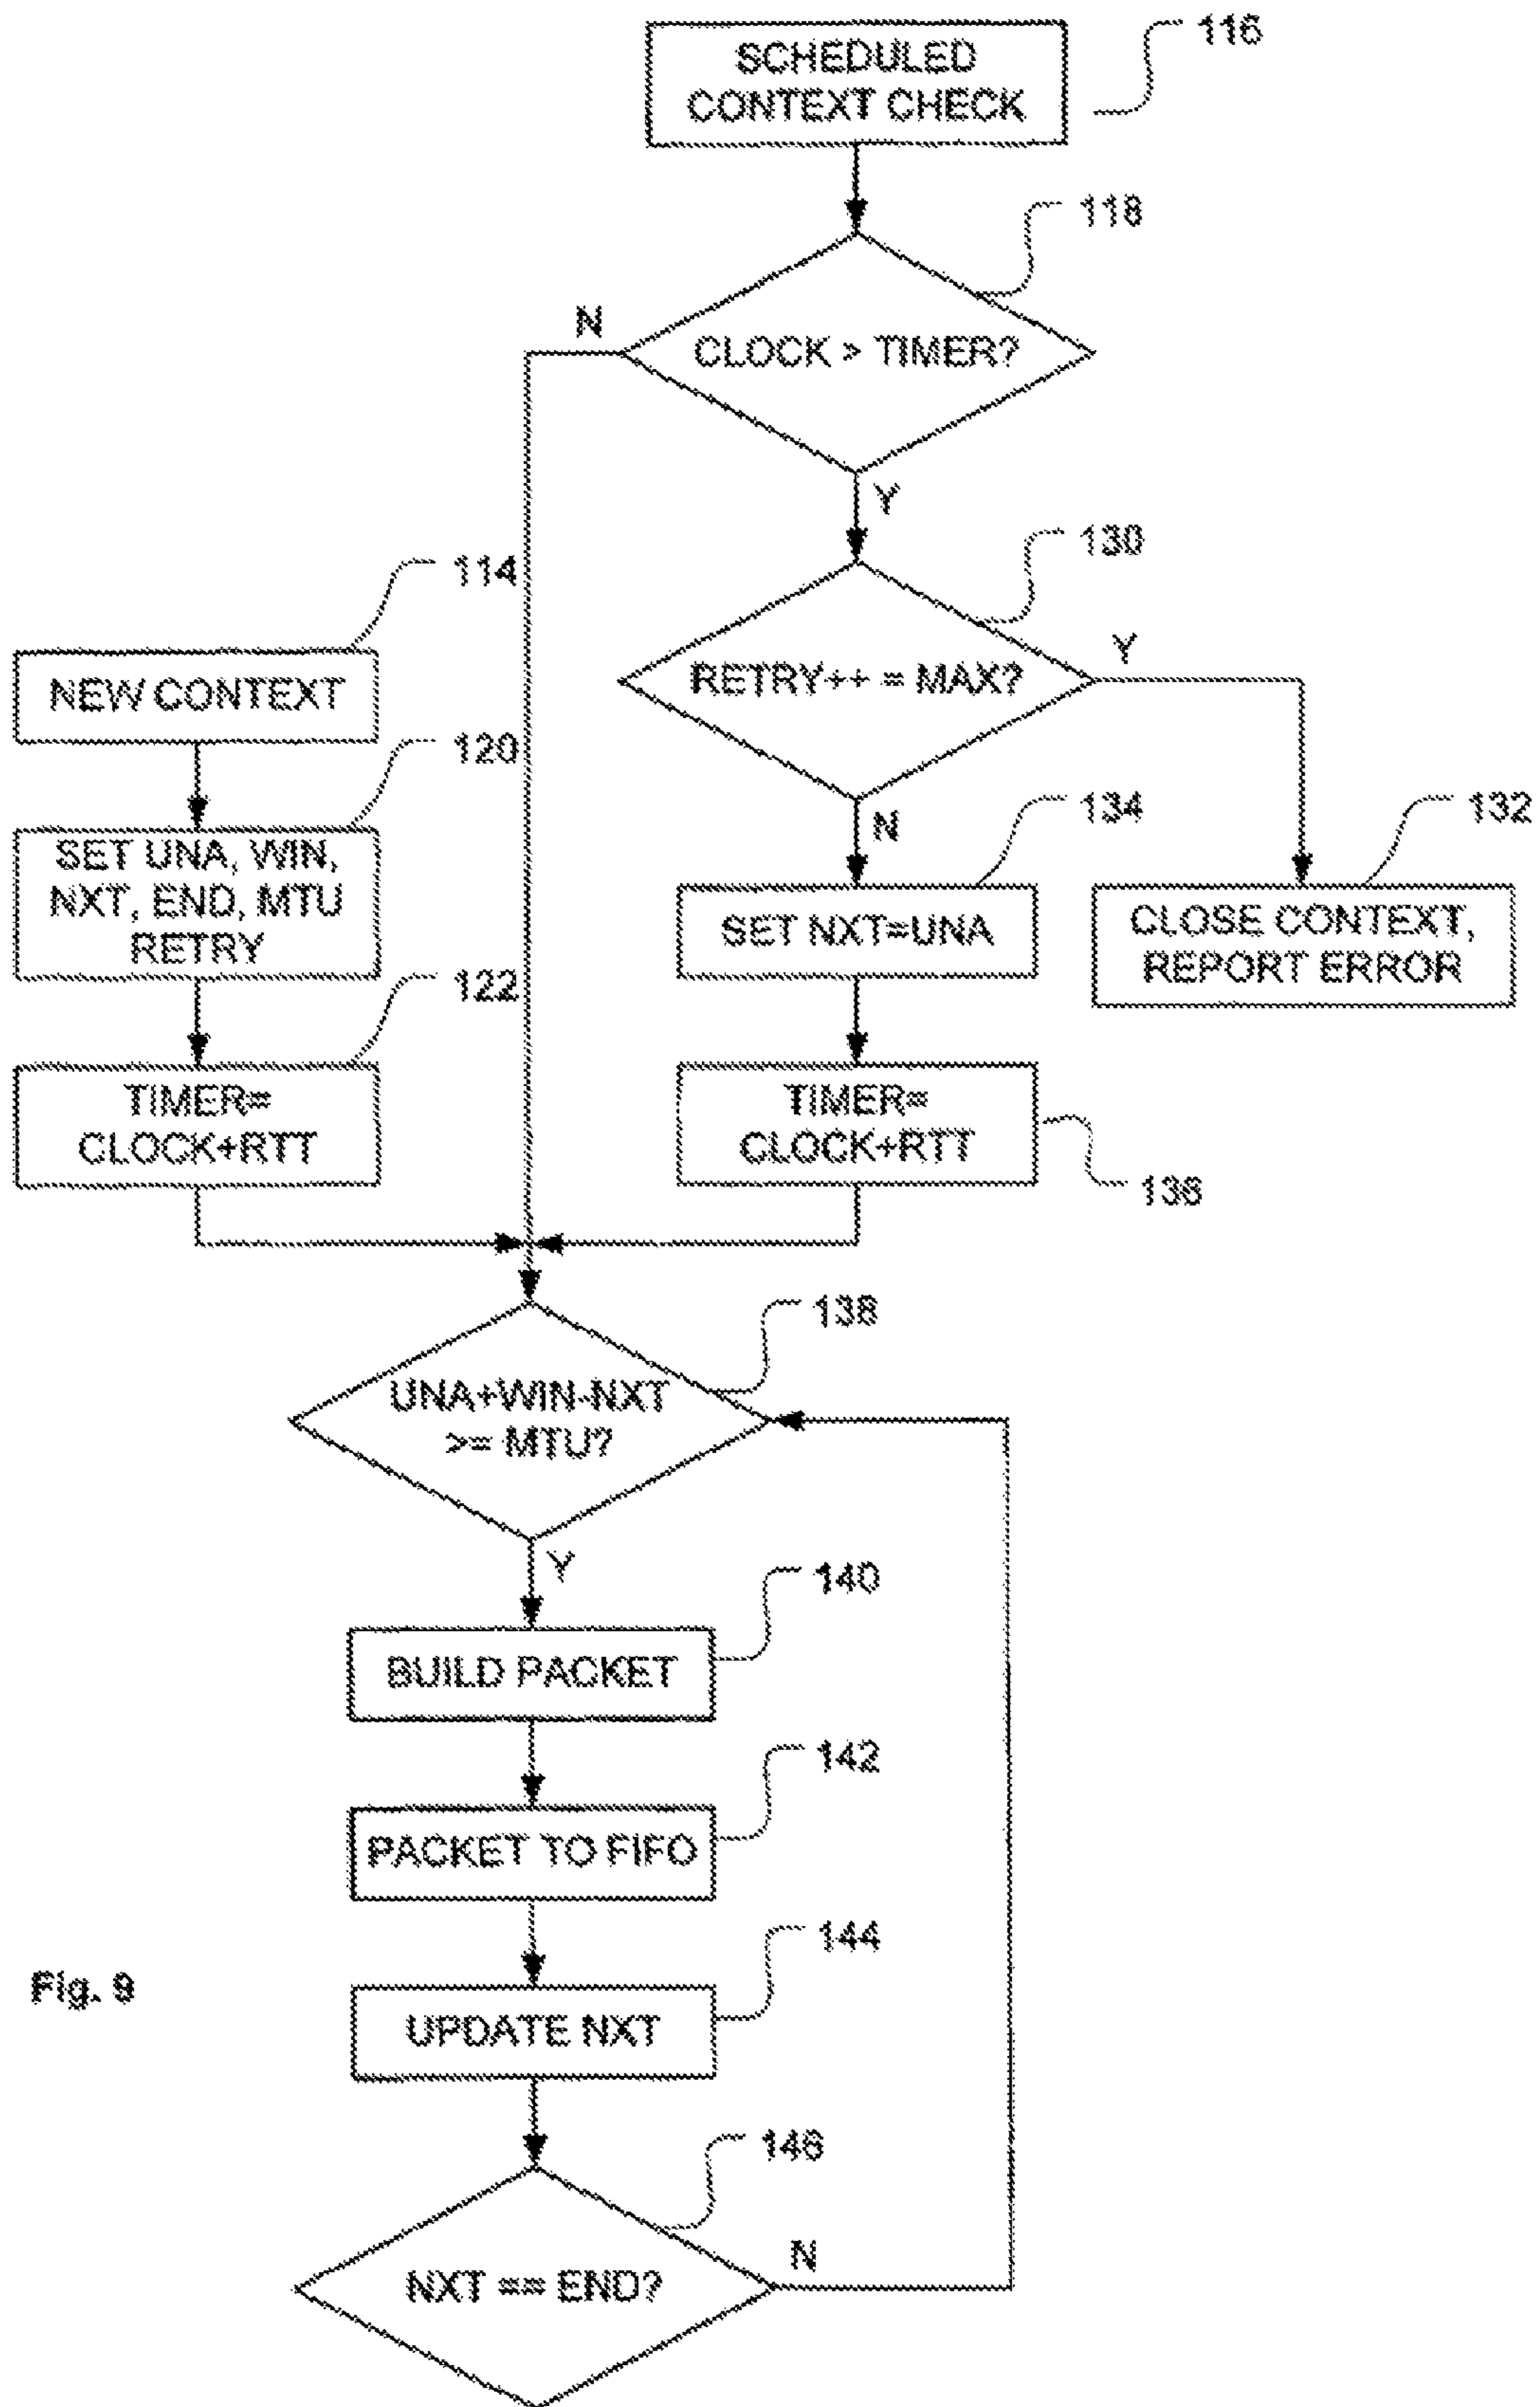 SCHEDULED
CONTEXT CHECK
116
118
CLOCK > TIMER?
N
Y
130
RETRY++ = MAX?
Y
N
114
NEW CONTEXT
120
SET UNA, WIN,
NXT, END, MTU
RETRY
122
TIMER=
CLOCK+RTT
134
SET NXT=UNA
132
CLOSE CONTEXT,
REPORT ERROR
TIMER=
CLOCK+RTT
136
138
UNA+WIN-NXT
>= MTU?
Y
140
BUILD PACKET
142
PACKET TO FIFO
144
UPDATE NXT
Fig. 9
146
NXT == END?
N